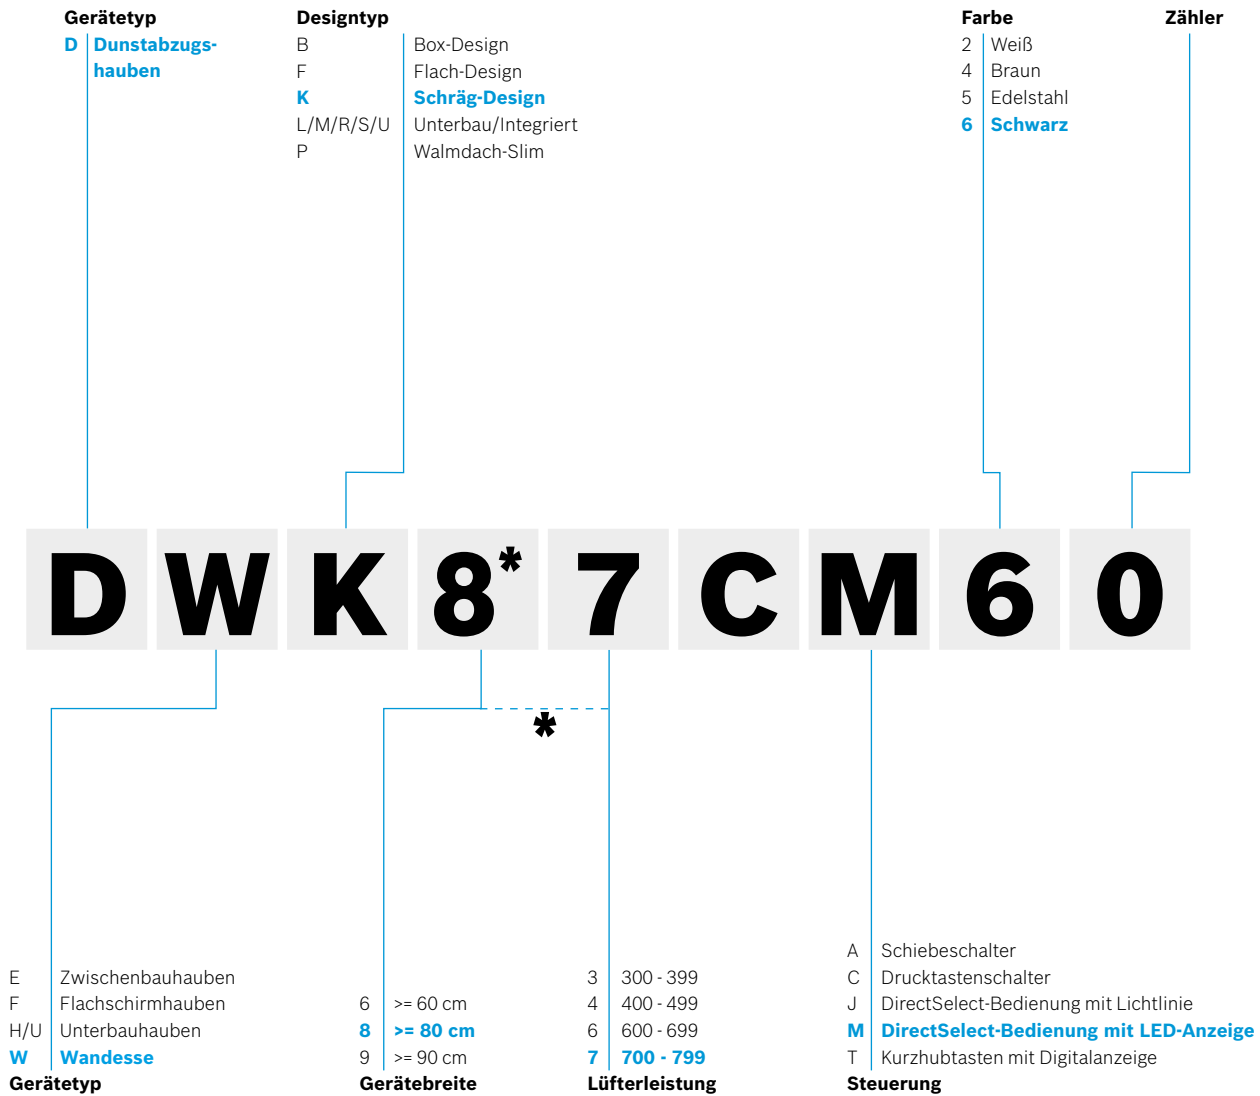 Gerätetyp
D Dunstabzugs-
hauben
Designtyp
B Box-Design
F Flach-Design
K Schräg-Design
L/M/R/S/U Unterbau/Integriert
P Walmdach-Slim
Farbe
2 Weiß
4 Braun
5 Edelstahl
6 Schwarz
Zähler
D W K 8* 7 C M 6 0
*
E Zwischenbauhauben
F Flachschirmhauben
H/U Unterbauhauben
W Wandesse
Gerätetyp
6 >= 60 cm
8 >= 80 cm
9 >= 90 cm
Gerätebreite
3 300 - 399
4 400 - 499
6 600 - 699
7 700 - 799
Lüfterleistung
A Schiebeschalter
C Drucktastenschalter
J DirectSelect-Bedienung mit Lichtlinie
M DirectSelect-Bedienung mit LED-Anzeige
T Kurzhubtasten mit Digitalanzeige
Steuerung